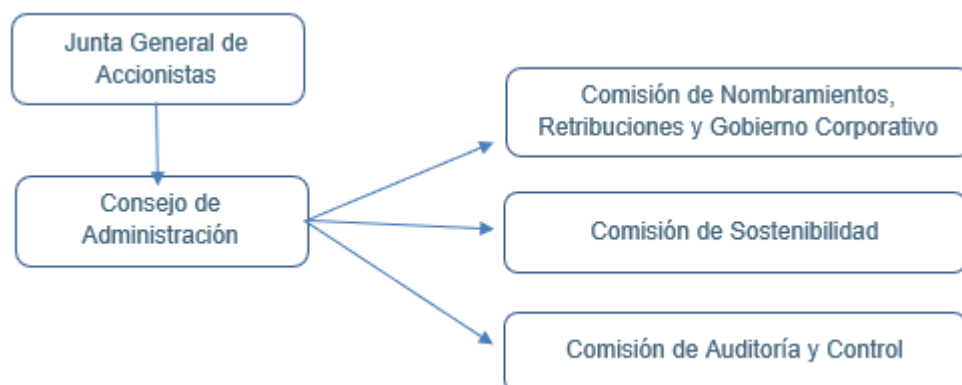 Junta General de
Accionistas
Consejo de
Administración
Comisión de Nombramientos,
Retribuciones y Gobierno Corporativo
Comisión de Sostenibilidad
Comisión de Auditoría y Control